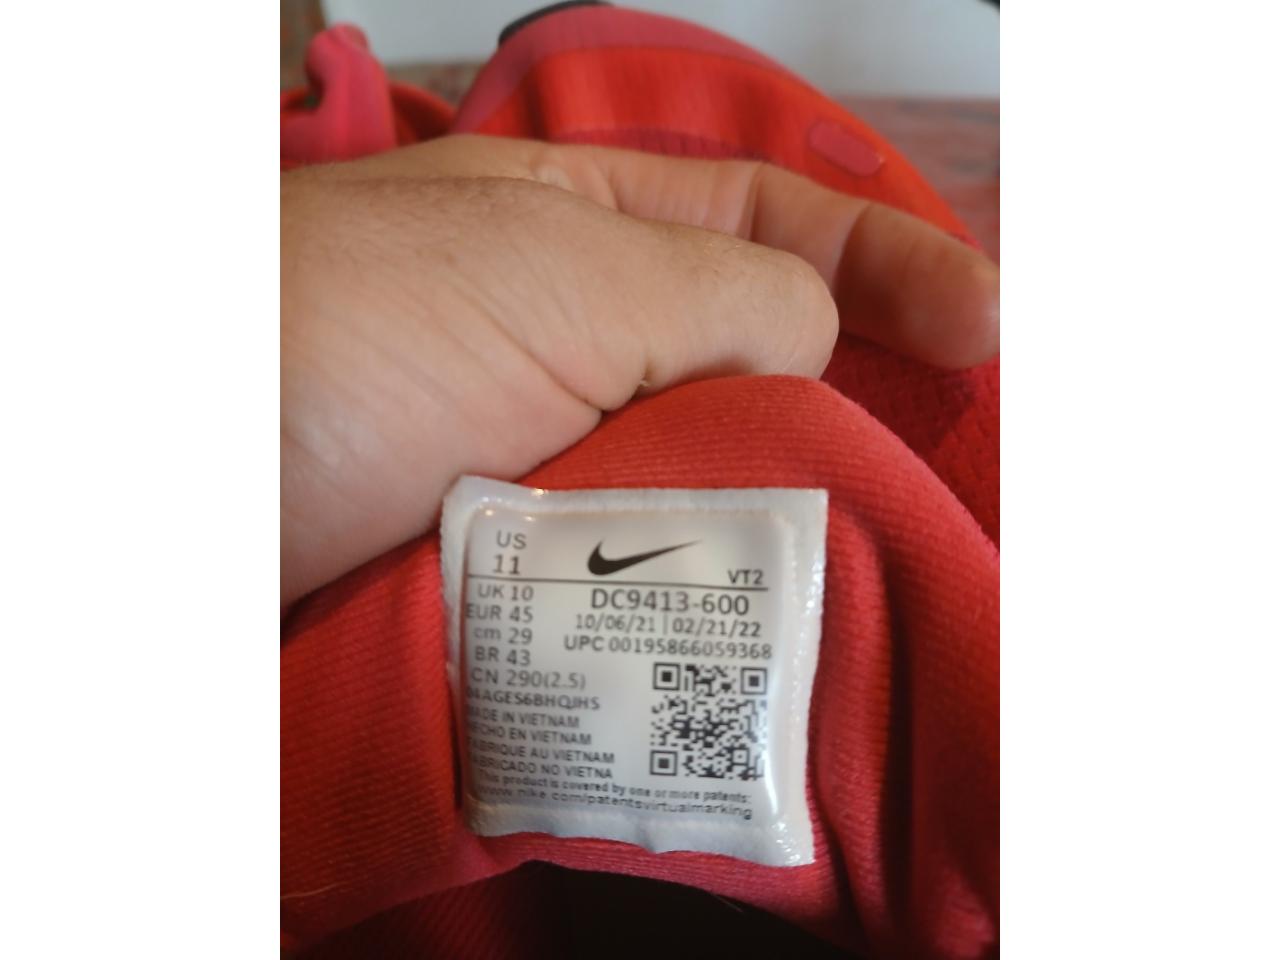 US
11
VT2
UK 10
DC9413-600
EUR 45
10/06/21 | 02/21/22
cm 29
UPC 00195866059368
BR 43
CN 290(2.5)
04AGES6BHQJHS
MADE IN VIETNAM
HECHO EN VIETNAM
FABRIQUE AU VIETNAM
FABRICADO NO VIETNA
This product is covered by one or more patents:
www.nike.com/patentsvirtualmarking